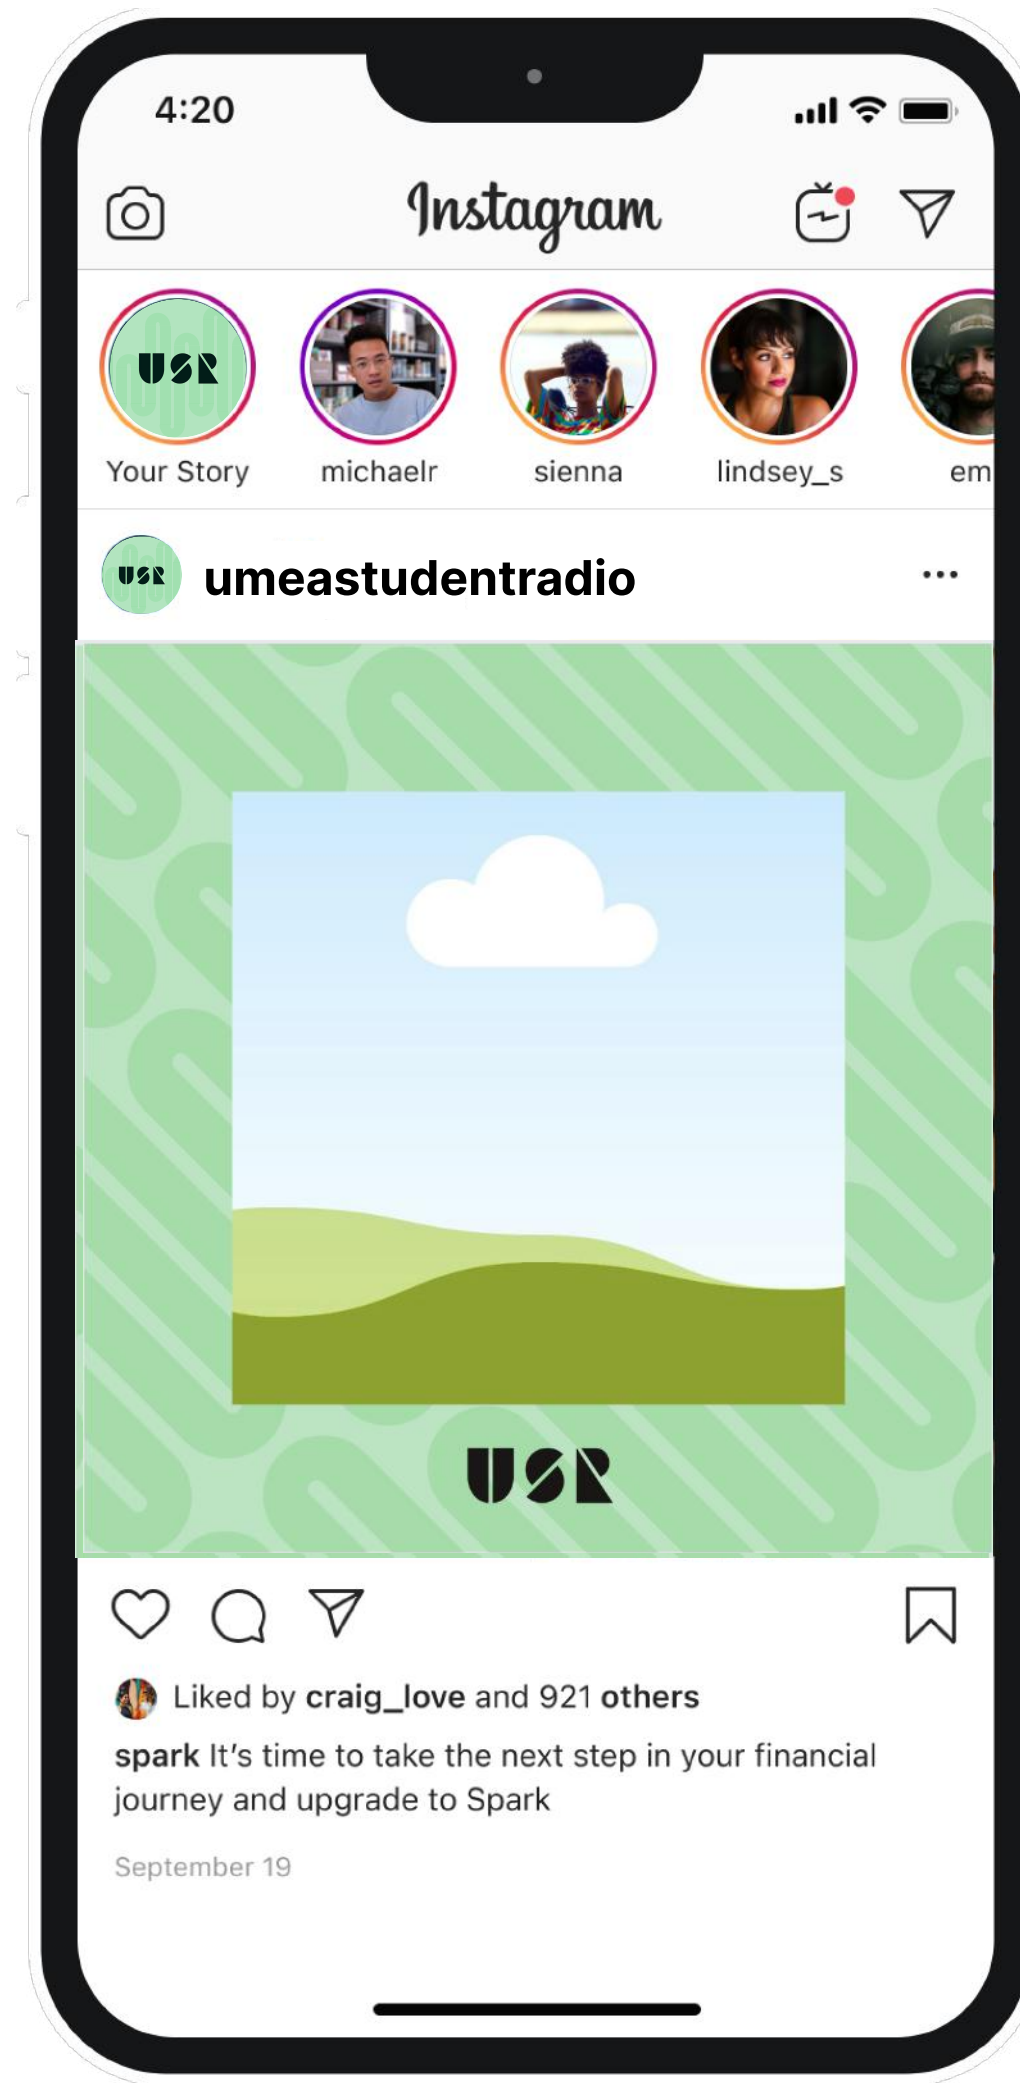 4:20
Instagram
USR
Your Story
michaelr
sienna
lindsey_s
em
USR
umeastudentradio
USR
Liked by craig_love and 921 others
spark It's time to take the next step in your financial
journey and upgrade to Spark
September 19